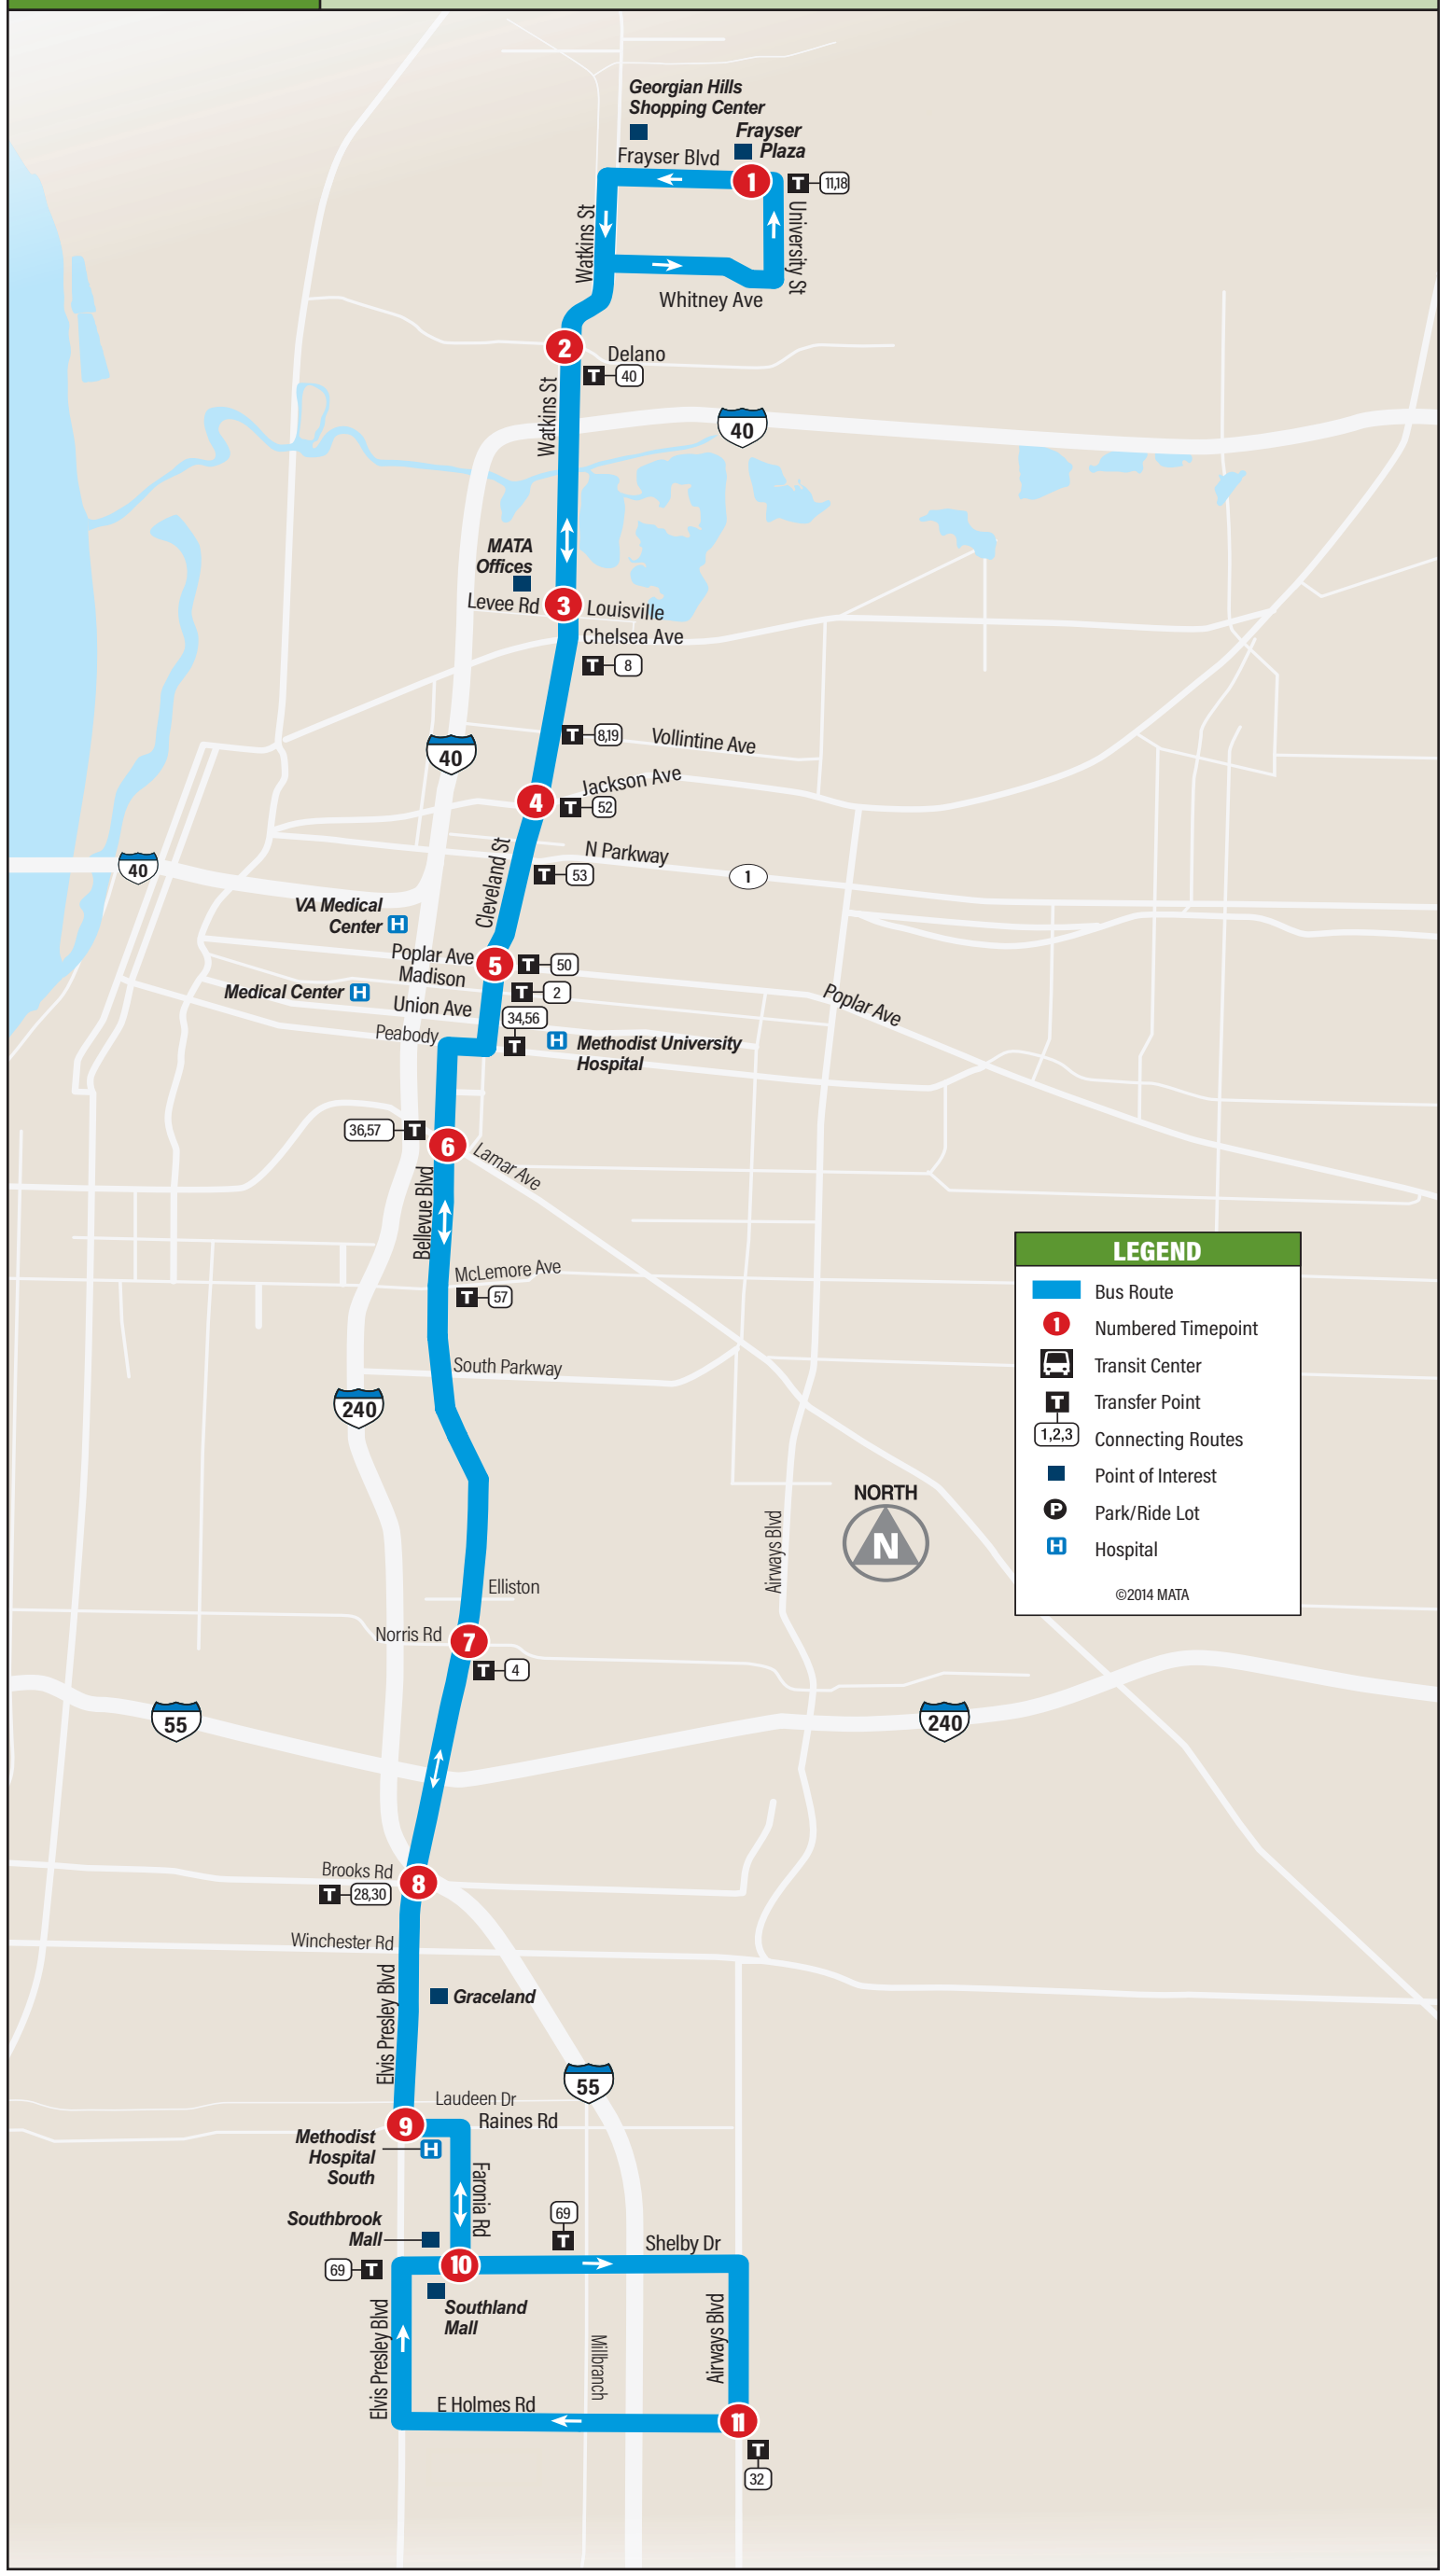 Georgian Hills
Shopping Center
Frayser
Plaza
Frayser Blvd
1
T
11,18
Watkins St
University St
Whitney Ave
2
Delano
T
40
Watkins St
40
MATA
Offices
Levee Rd
3
Louisville
Chelsea Ave
T
8
T
8,19
Vollintine Ave
40
Jackson Ave
4
T
52
Cleveland St
N Parkway
40
T
53
1
VA Medical
Center
H
Poplar Ave
5
T
50
Madison
Medical Center
H
T
2
Poplar Ave
Union Ave
34,56
Peabody
T
H
Methodist University
Hospital
36,57
T
6
Lamar Ave
Bellevue Blvd
McLemore Ave
T
57
South Parkway
240
LEGEND
Bus Route
1
Numbered Timepoint
Transit Center
T
Transfer Point
1,2,3
Connecting Routes
Point of Interest
P
Park/Ride Lot
H
Hospital
©2014 MATA
NORTH
N
Airways Blvd
Elliston
Norris Rd
7
T
4
55
240
Brooks Rd
8
T
28,30
Winchester Rd
Elvis Presley Blvd
Graceland
55
Laudeen Dr
9
Raines Rd
Methodist
Hospital
South
H
Faronia Rd
Southbrook
Mall
69
T
Shelby Dr
69
T
10
Southland
Mall
Elvis Presley Blvd
Millbranch
Airways Blvd
E Holmes Rd
11
T
32